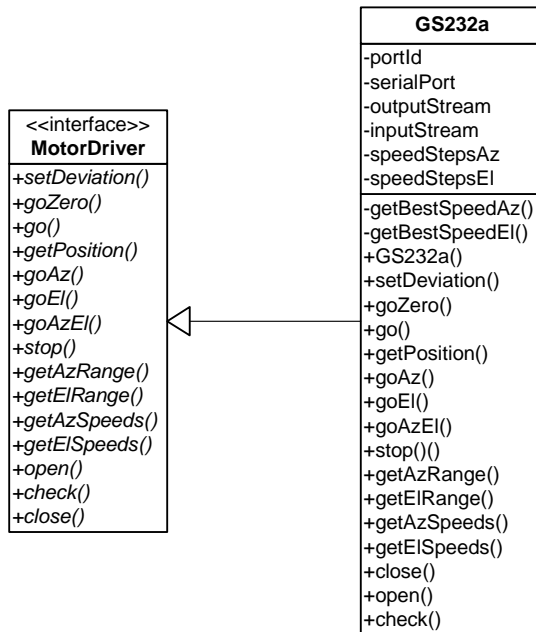 <<interface>>
MotorDriver
+setDeviation()
+goZero()
+go()
+getPosition()
+goAz()
+goEl()
+goAzEl()
+stop()
+getAzRange()
+getElRange()
+getAzSpeeds()
+getElSpeeds()
+open()
+check()
+close()
GS232a
-portId
-serialPort
-outputStream
-inputStream
-speedStepsAz
-speedStepsEl
-getBestSpeedAz()
-getBestSpeedEl()
+GS232a()
+setDeviation()
+goZero()
+go()
+getPosition()
+goAz()
+goEl()
+goAzEl()
+stop()()
+getAzRange()
+getElRange()
+getAzSpeeds()
+getElSpeeds()
+close()
+open()
+check()